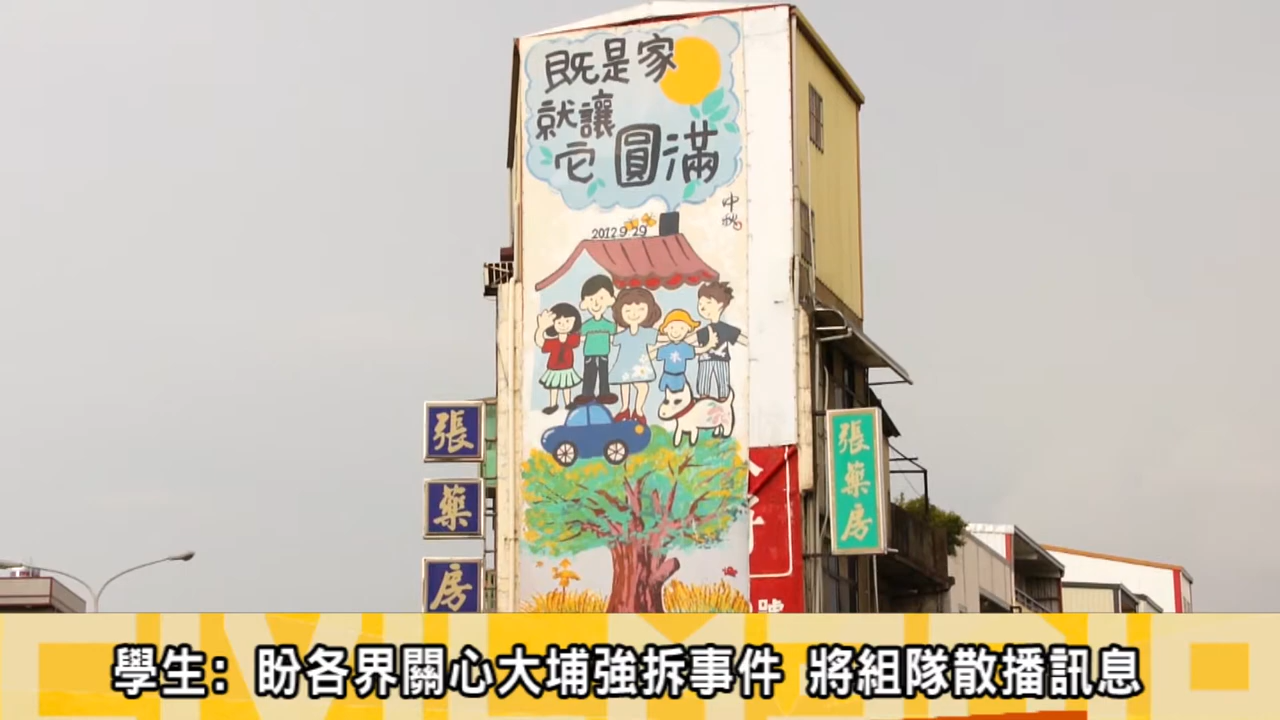 既是家
就讓
它圓滿
中秋
2012.9.29
張
藥
房
張藥房
號
學生：盼各界關心大埔強拆事件 將組隊散播訊息